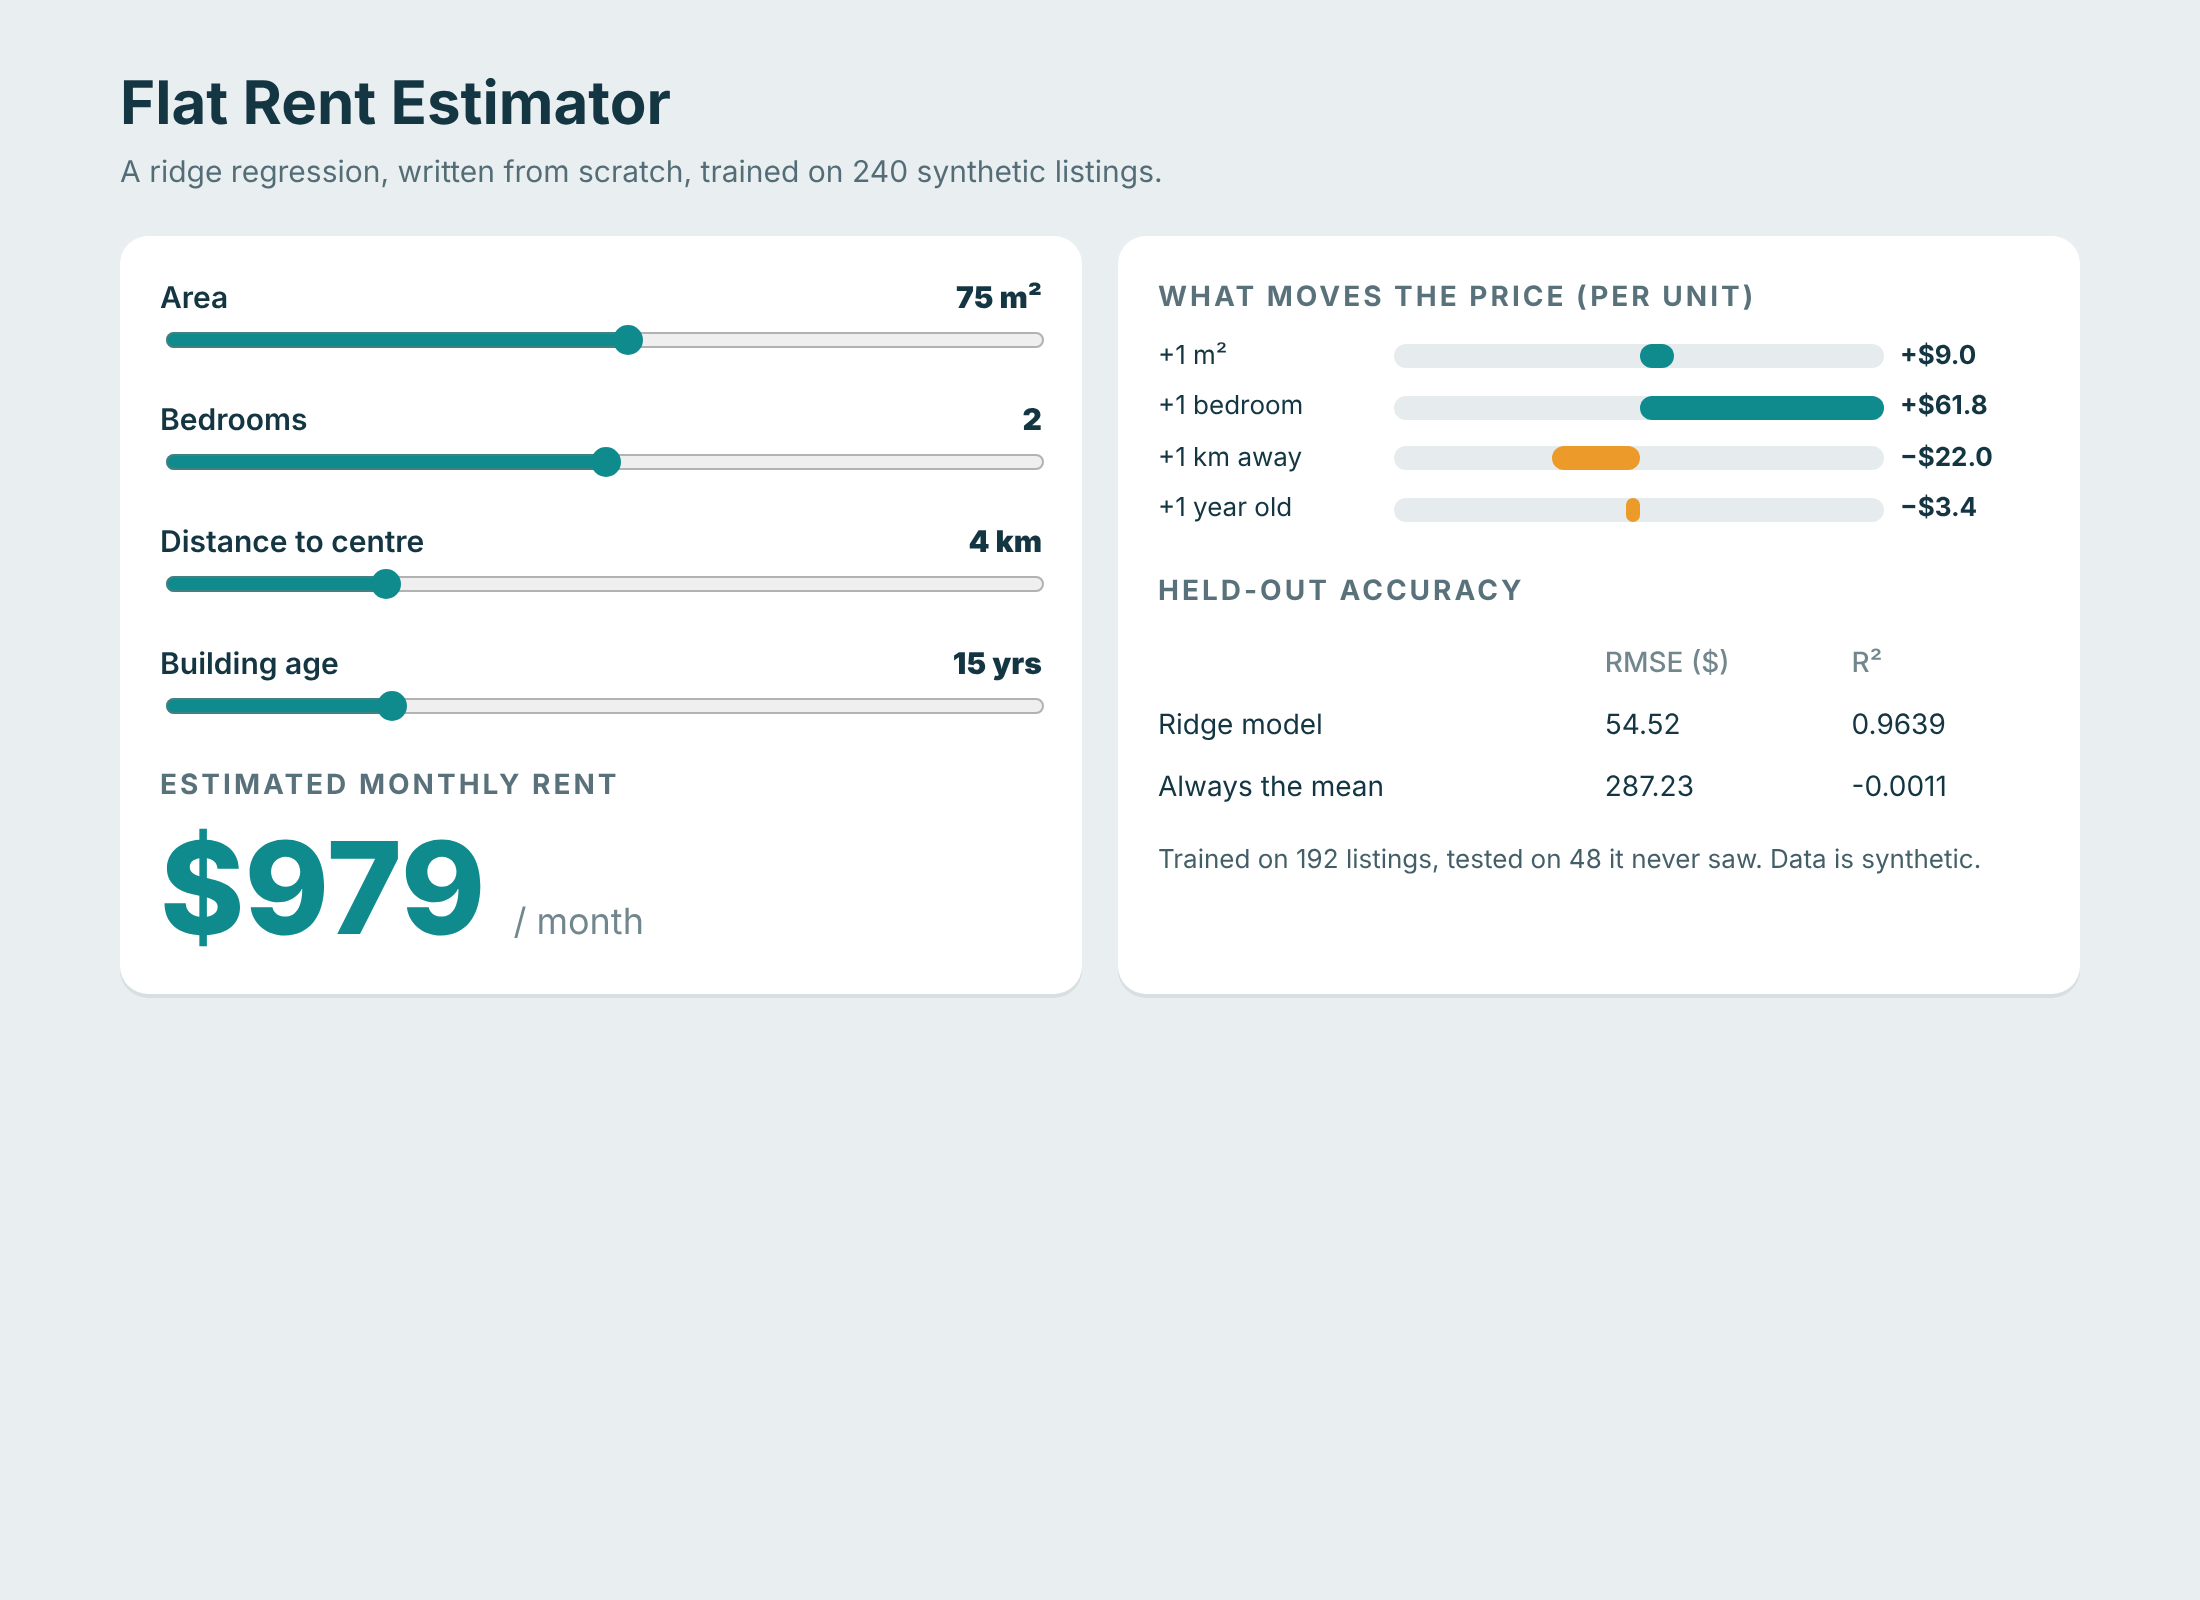 Flat Rent Estimator
A ridge regression, written from scratch, trained on 240 synthetic listings.
Area 75 m²
Bedrooms 2
Distance to centre 4 km
Building age 15 yrs
ESTIMATED MONTHLY RENT
$979 / month
WHAT MOVES THE PRICE (PER UNIT)
+1 m² +$9.0
+1 bedroom +$61.8
+1 km away −$22.0
+1 year old −$3.4
HELD-OUT ACCURACY
RMSE ($) R²
Ridge model 54.52 0.9639
Always the mean 287.23 -0.0011
Trained on 192 listings, tested on 48 it never saw. Data is synthetic.